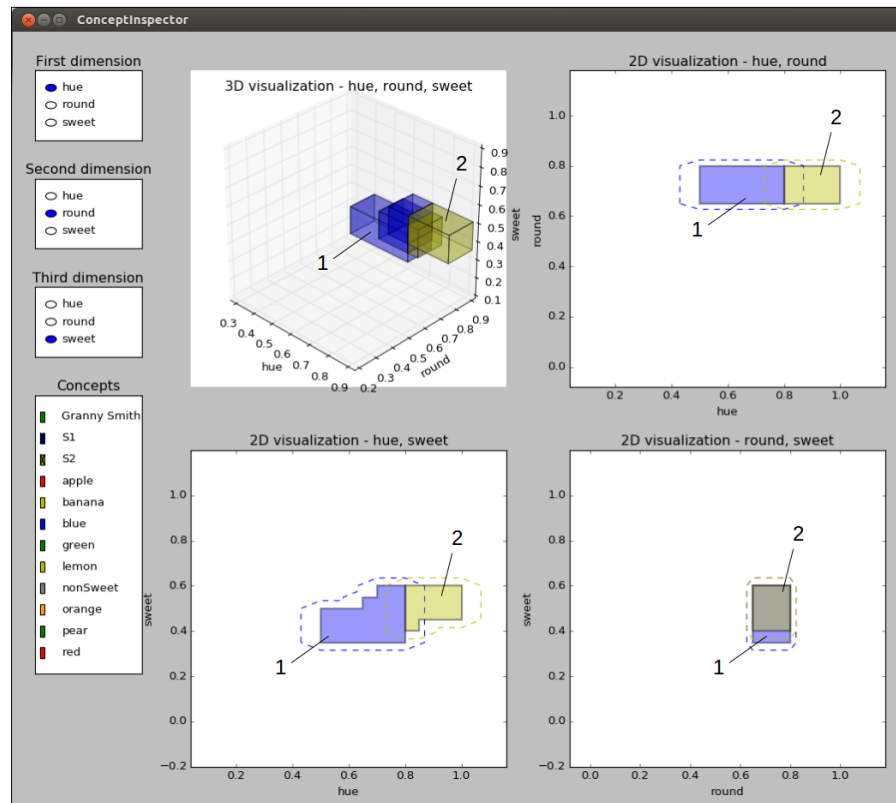 ConceptInspector
First dimension
hue
round
sweet
Second dimension
hue
round
sweet
Third dimension
hue
round
sweet
Concepts
Granny Smith
S1
S2
apple
banana
blue
green
lemon
nonSweet
orange
pear
red
3D visualization - hue, round, sweet
2
1
0.9
0.8
0.7
0.6
0.5
0.4
0.3
0.2
0.1
sweet
0.3
0.4
0.5
0.6
0.7
0.8
0.9
hue
0.2
0.3
0.4
0.5
0.6
0.7
0.8
0.9
round
2D visualization - hue, round
2
1
1.0
0.8
0.6
0.4
0.2
0.0
round
0.2 0.4 0.6 0.8 1.0
hue
2D visualization - hue, sweet
2
1
1.0
0.8
0.6
0.4
0.2
0.0
−0.2
sweet
0.2 0.4 0.6 0.8 1.0
hue
2D visualization - round, sweet
2
1
1.0
0.8
0.6
0.4
0.2
0.0
−0.2
sweet
0.0 0.2 0.4 0.6 0.8 1.0
round